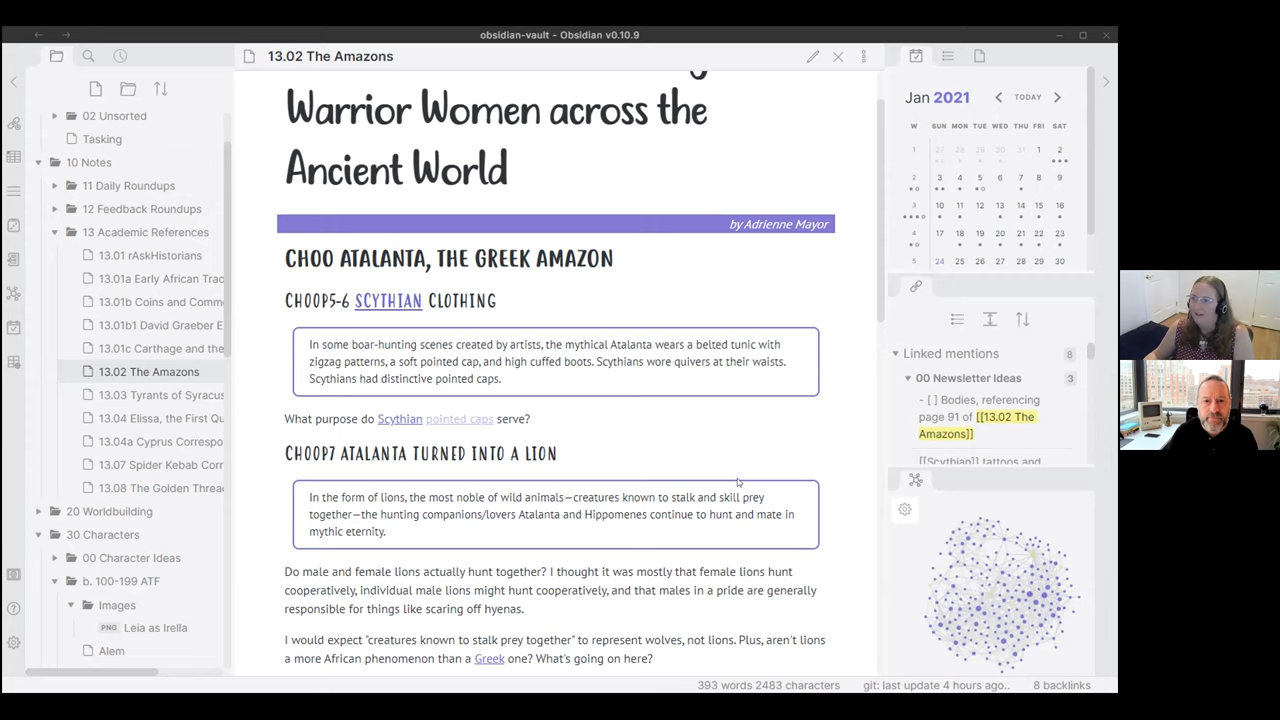 obsidian-vault - Obsidian v0.10.9
02 Unsorted
Tasking
10 Notes
11 Daily Roundups
12 Feedback Roundups
13 Academic References
13.01 rAskHistorians
13.01a Early African Trad
13.01b Coins and Comme
13.01b1 David Graeber E
13.01c Carthage and the
13.02 The Amazons
13.03 Tyrants of Syracus
13.04 Elissa, the First Qu
13.04a Cyprus Correspo
13.07 Spider Kebab Corr
13.08 The Golden Threa
20 Worldbuilding
30 Characters
00 Character Ideas
b. 100-199 ATF
Images
PNG Leia as Irella
Alem
13.02 The Amazons
Warrior Women across the
Ancient World
by Adrienne Mayor
CH00 ATALANTA, THE GREEK AMAZON
CH00P5-6 SCYTHIAN CLOTHING
In some boar-hunting scenes created by artists, the mythical Atalanta wears a belted tunic with
zigzag patterns, a soft pointed cap, and high cuffed boots. Scythians wore quivers at their waists.
Scythians had distinctive pointed caps.
What purpose do Scythian pointed caps serve?
CH00P7 ATALANTA TURNED INTO A LION
In the form of lions, the most noble of wild animals—creatures known to stalk and skill prey
together—the hunting companions/lovers Atalanta and Hippomenes continue to hunt and mate in
mythic eternity.
Do male and female lions actually hunt together? I thought it was mostly that female lions hunt
cooperatively, individual male lions might hunt cooperatively, and that males in a pride are generally
responsible for things like scaring off hyenas.
I would expect "creatures known to stalk prey together" to represent wolves, not lions. Plus, aren't lions
a more African phenomenon than a Greek one? What's going on here?
Jan 2021
TODAY
W SUN MON TUE WED THU FRI SAT
1 27 28 29 30 31 1 2
2 3 4 5 6 7 8 9
3 10 11 12 13 14 15 16
4 17 18 19 20 21 22 23
5 24 25 26 27 28 29 30
Linked mentions 8
00 Newsletter Ideas 3
- [ ] Bodies, referencing
page 91 of [[13.02 The
Amazons]]
[[Scythian]] tattoos and
393 words 2483 characters
git: last update 4 hours ago..
8 backlinks